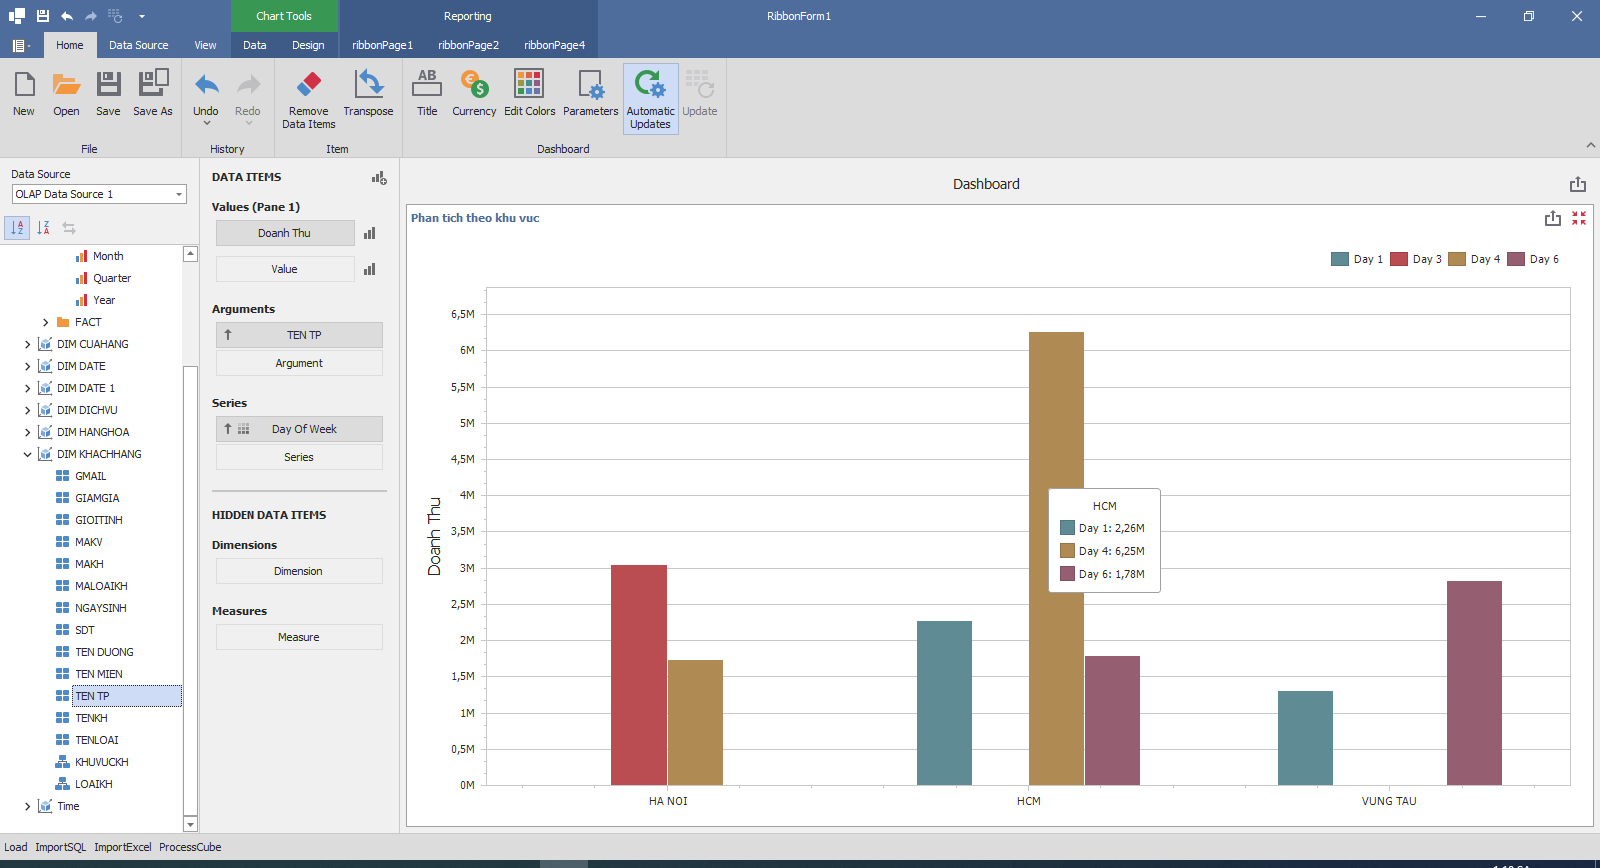 Chart Tools
Reporting
RibbonForm1
Home
Data Source
View
Data
Design
ribbonPage1
ribbonPage2
ribbonPage4
New
Open
Save
Save As
Undo
Redo
Remove Data Items
Transpose
AB
Title
Currency
Edit Colors
Parameters
Automatic Updates
Update
File
History
Item
Dashboard
Data Source
OLAP Data Source 1
Month
Quarter
Year
FACT
DIM CUAHANG
DIM DATE
DIM DATE 1
DIM DICHVU
DIM HANGHOA
DIM KHACHHANG
GMAIL
GIAMGIA
GIOITINH
MAKV
MAKH
MALOAIKH
NGAYSINH
SDT
TEN DUONG
TEN MIEN
TEN TP
TENKH
TENLOAI
KHUVUCKH
LOAIKH
Time
DATA ITEMS
Values (Pane 1)
Doanh Thu
Value
Arguments
TEN TP
Argument
Series
Day Of Week
Series
HIDDEN DATA ITEMS
Dimensions
Dimension
Measures
Measure
Dashboard
Phan tich theo khu vuc
Day 1
Day 3
Day 4
Day 6
6,5M
6M
5,5M
5M
4,5M
4M
3,5M
3M
2,5M
2M
1,5M
1M
0,5M
0M
Doanh Thu
HCM
Day 1: 2,26M
Day 4: 6,25M
Day 6: 1,78M
HA NOI
HCM
VUNG TAU
Load
ImportSQL
ImportExcel
ProcessCube